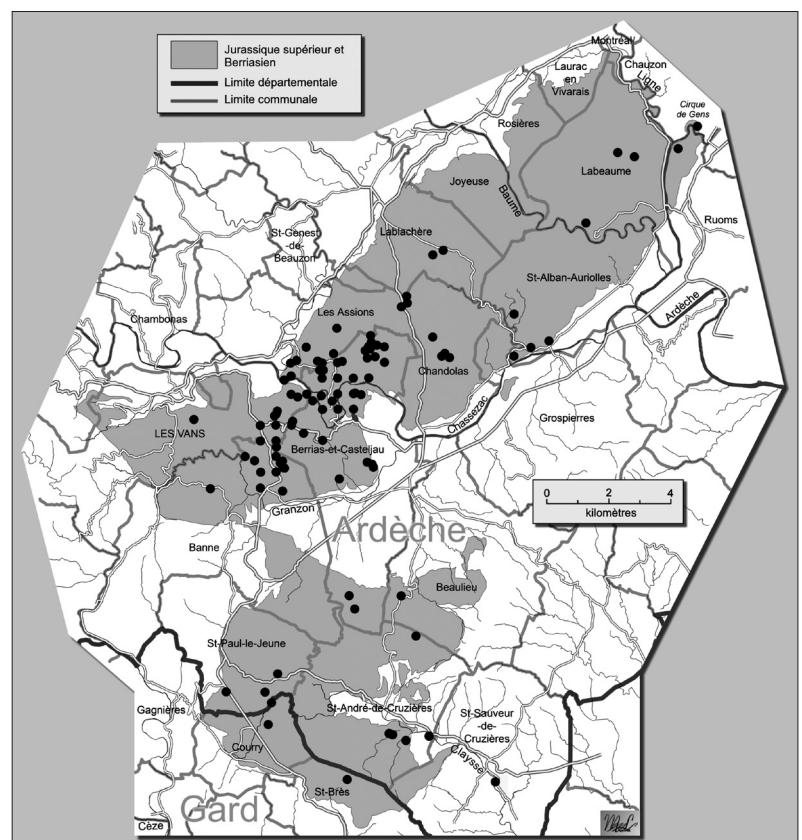 Jurassique supérieur et
Berriasien
Limite départementale
Limite communale
Montréal
Laurac
en
Vivarais
Chauzon
Ligne
Cirque
de Gens
Rosières
Labeaume
Joyeuse
Baume
Ruoms
St-Genest
-de-
Beauzon
Lablachère
St-Alban-Auriolles
Chambonas
Les Assions
Ardèche
Chandolas
Chassezac
Grospierres
LES VANS
Berrias-et-Casteljau
0 2 4
kilomètres
Granzon
Ardèche
Banne
Beaulieu
St-Paul-le-Jeune
Gagnières
St-André-de-Cruzières
St-Sauveur
-de-
Cruzières
Courry
Claysse
St-Brès
Gard
Cèze